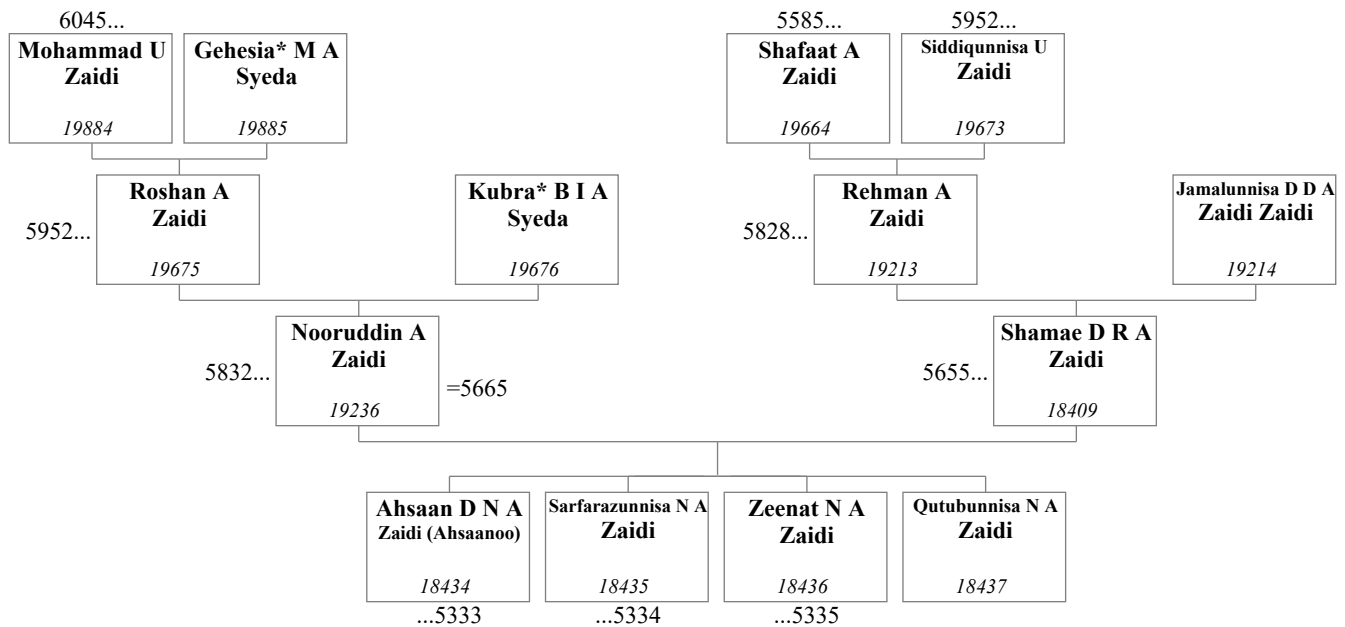 6045...
5585...
5952...
Mohammad U
Zaidi
19884
Gehesia* M A
Syeda
19885
Shafaat A
Zaidi
19664
Siddiqunnisa U
Zaidi
19673
5952...
Roshan A
Zaidi
19675
Kubra* B I A
Syeda
19676
5828...
Rehman A
Zaidi
19213
Jamalunnisa D D A
Zaidi Zaidi
19214
5832...
Nooruddin A
Zaidi
19236
=5665
5655...
Shamae D R A
Zaidi
18409
Ahsaan D N A
Zaidi (Ahsaanoo)
18434
...5333
Sarfarazunnisa N A
Zaidi
18435
...5334
Zeenat N A
Zaidi
18436
...5335
Qutubunnisa N A
Zaidi
18437